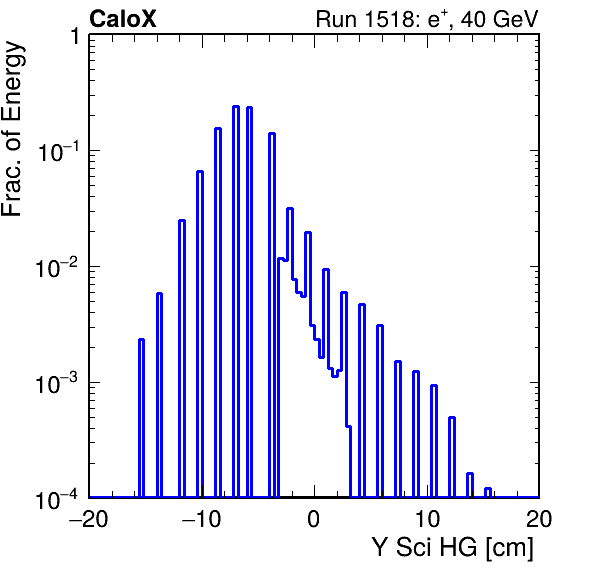 CaloX Run 1518: e⁺, 40 GeV
Frac. of Energy
1
10⁻¹
10⁻²
10⁻³
10⁻⁴
−20 −10 0 10 20
Y Sci HG [cm]